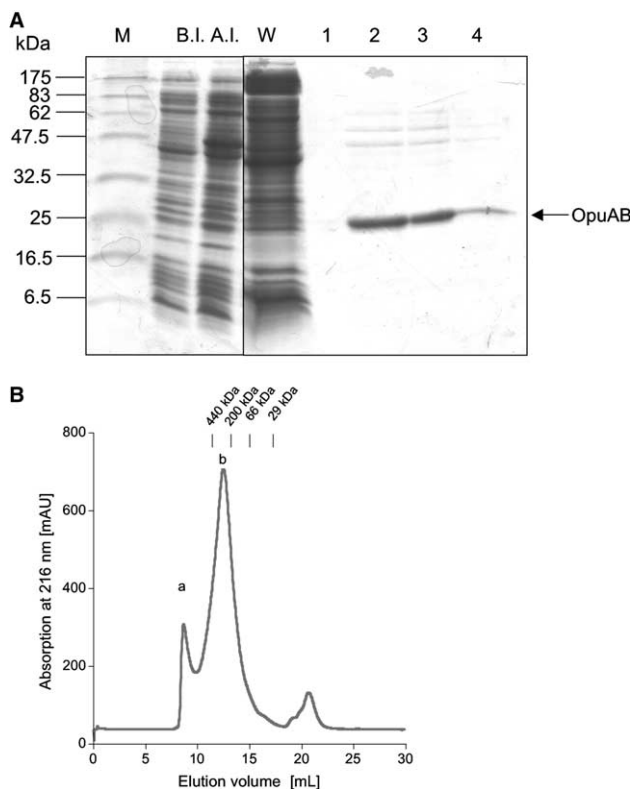 A
kDa
M B.I. A.I. W 1 2 3 4
175
83
62
47.5
32.5
25
OpuAB
16.5
6.5
B
440 kDa
200 kDa
66 kDa
29 kDa
800
b
600
a
400
200
0
0 5 10 15 20 25 30
Absorption at 216 nm [mAU]
Elution volume [mL]